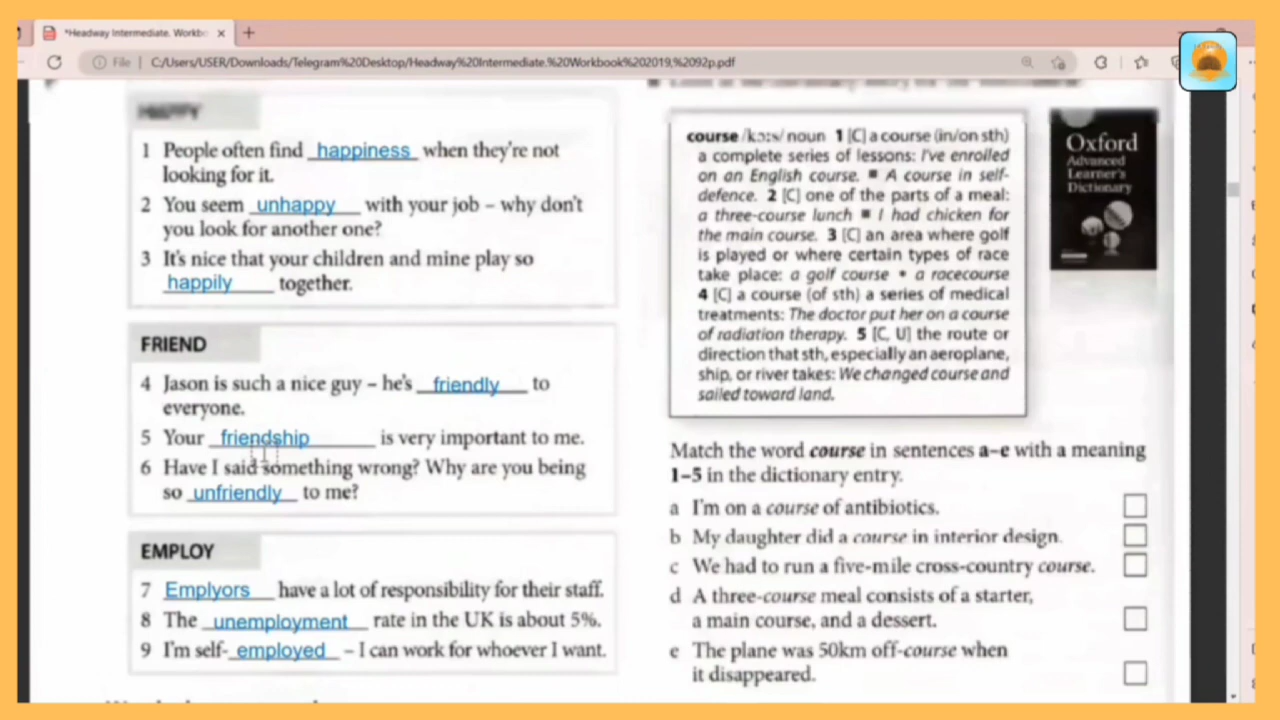 *Headway Intermediate. Workbo
File | C:/Users/USER/Downloads/Telegram%20Desktop/Headway%20Intermediate.%20Workbook%202019,%2092p.pdf
HAPPY
1 People often find happiness when they're not
looking for it.
2 You seem unhappy with your job – why don't
you look for another one?
3 It's nice that your children and mine play so
happily together.
FRIEND
4 Jason is such a nice guy – he's friendly to
everyone.
5 Your friendship is very important to me.
6 Have I said something wrong? Why are you being
so unfriendly to me?
EMPLOY
7 Emplyors have a lot of responsibility for their staff.
8 The unemployment rate in the UK is about 5%.
9 I'm self-employed – I can work for whoever I want.
course /kɔːs/ noun 1 [C] a course (in/on sth)
a complete series of lessons: I've enrolled
on an English course. ■ A course in self-
defence. 2 [C] one of the parts of a meal:
a three-course lunch ■ I had chicken for
the main course. 3 [C] an area where golf
is played or where certain types of race
take place: a golf course • a racecourse
4 [C] a course (of sth) a series of medical
treatments: The doctor put her on a course
of radiation therapy. 5 [C, U] the route or
direction that sth, especially an aeroplane,
ship, or river takes: We changed course and
sailed toward land.
Oxford
Advanced
Learner's
Dictionary
Match the word course in sentences a–e with a meaning
1–5 in the dictionary entry.
a I'm on a course of antibiotics.
b My daughter did a course in interior design.
c We had to run a five-mile cross-country course.
d A three-course meal consists of a starter,
a main course, and a dessert.
e The plane was 50km off-course when
it disappeared.